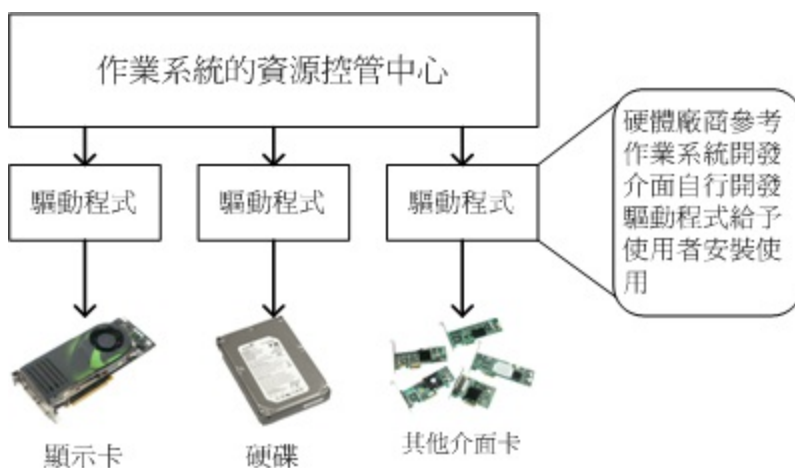 作業系統的資源控管中心
驅動程式
驅動程式
驅動程式
硬體廠商參考
作業系統開發
介面自行開發
驅動程式給予
使用者安裝使
用
顯示卡
硬碟
其他介面卡